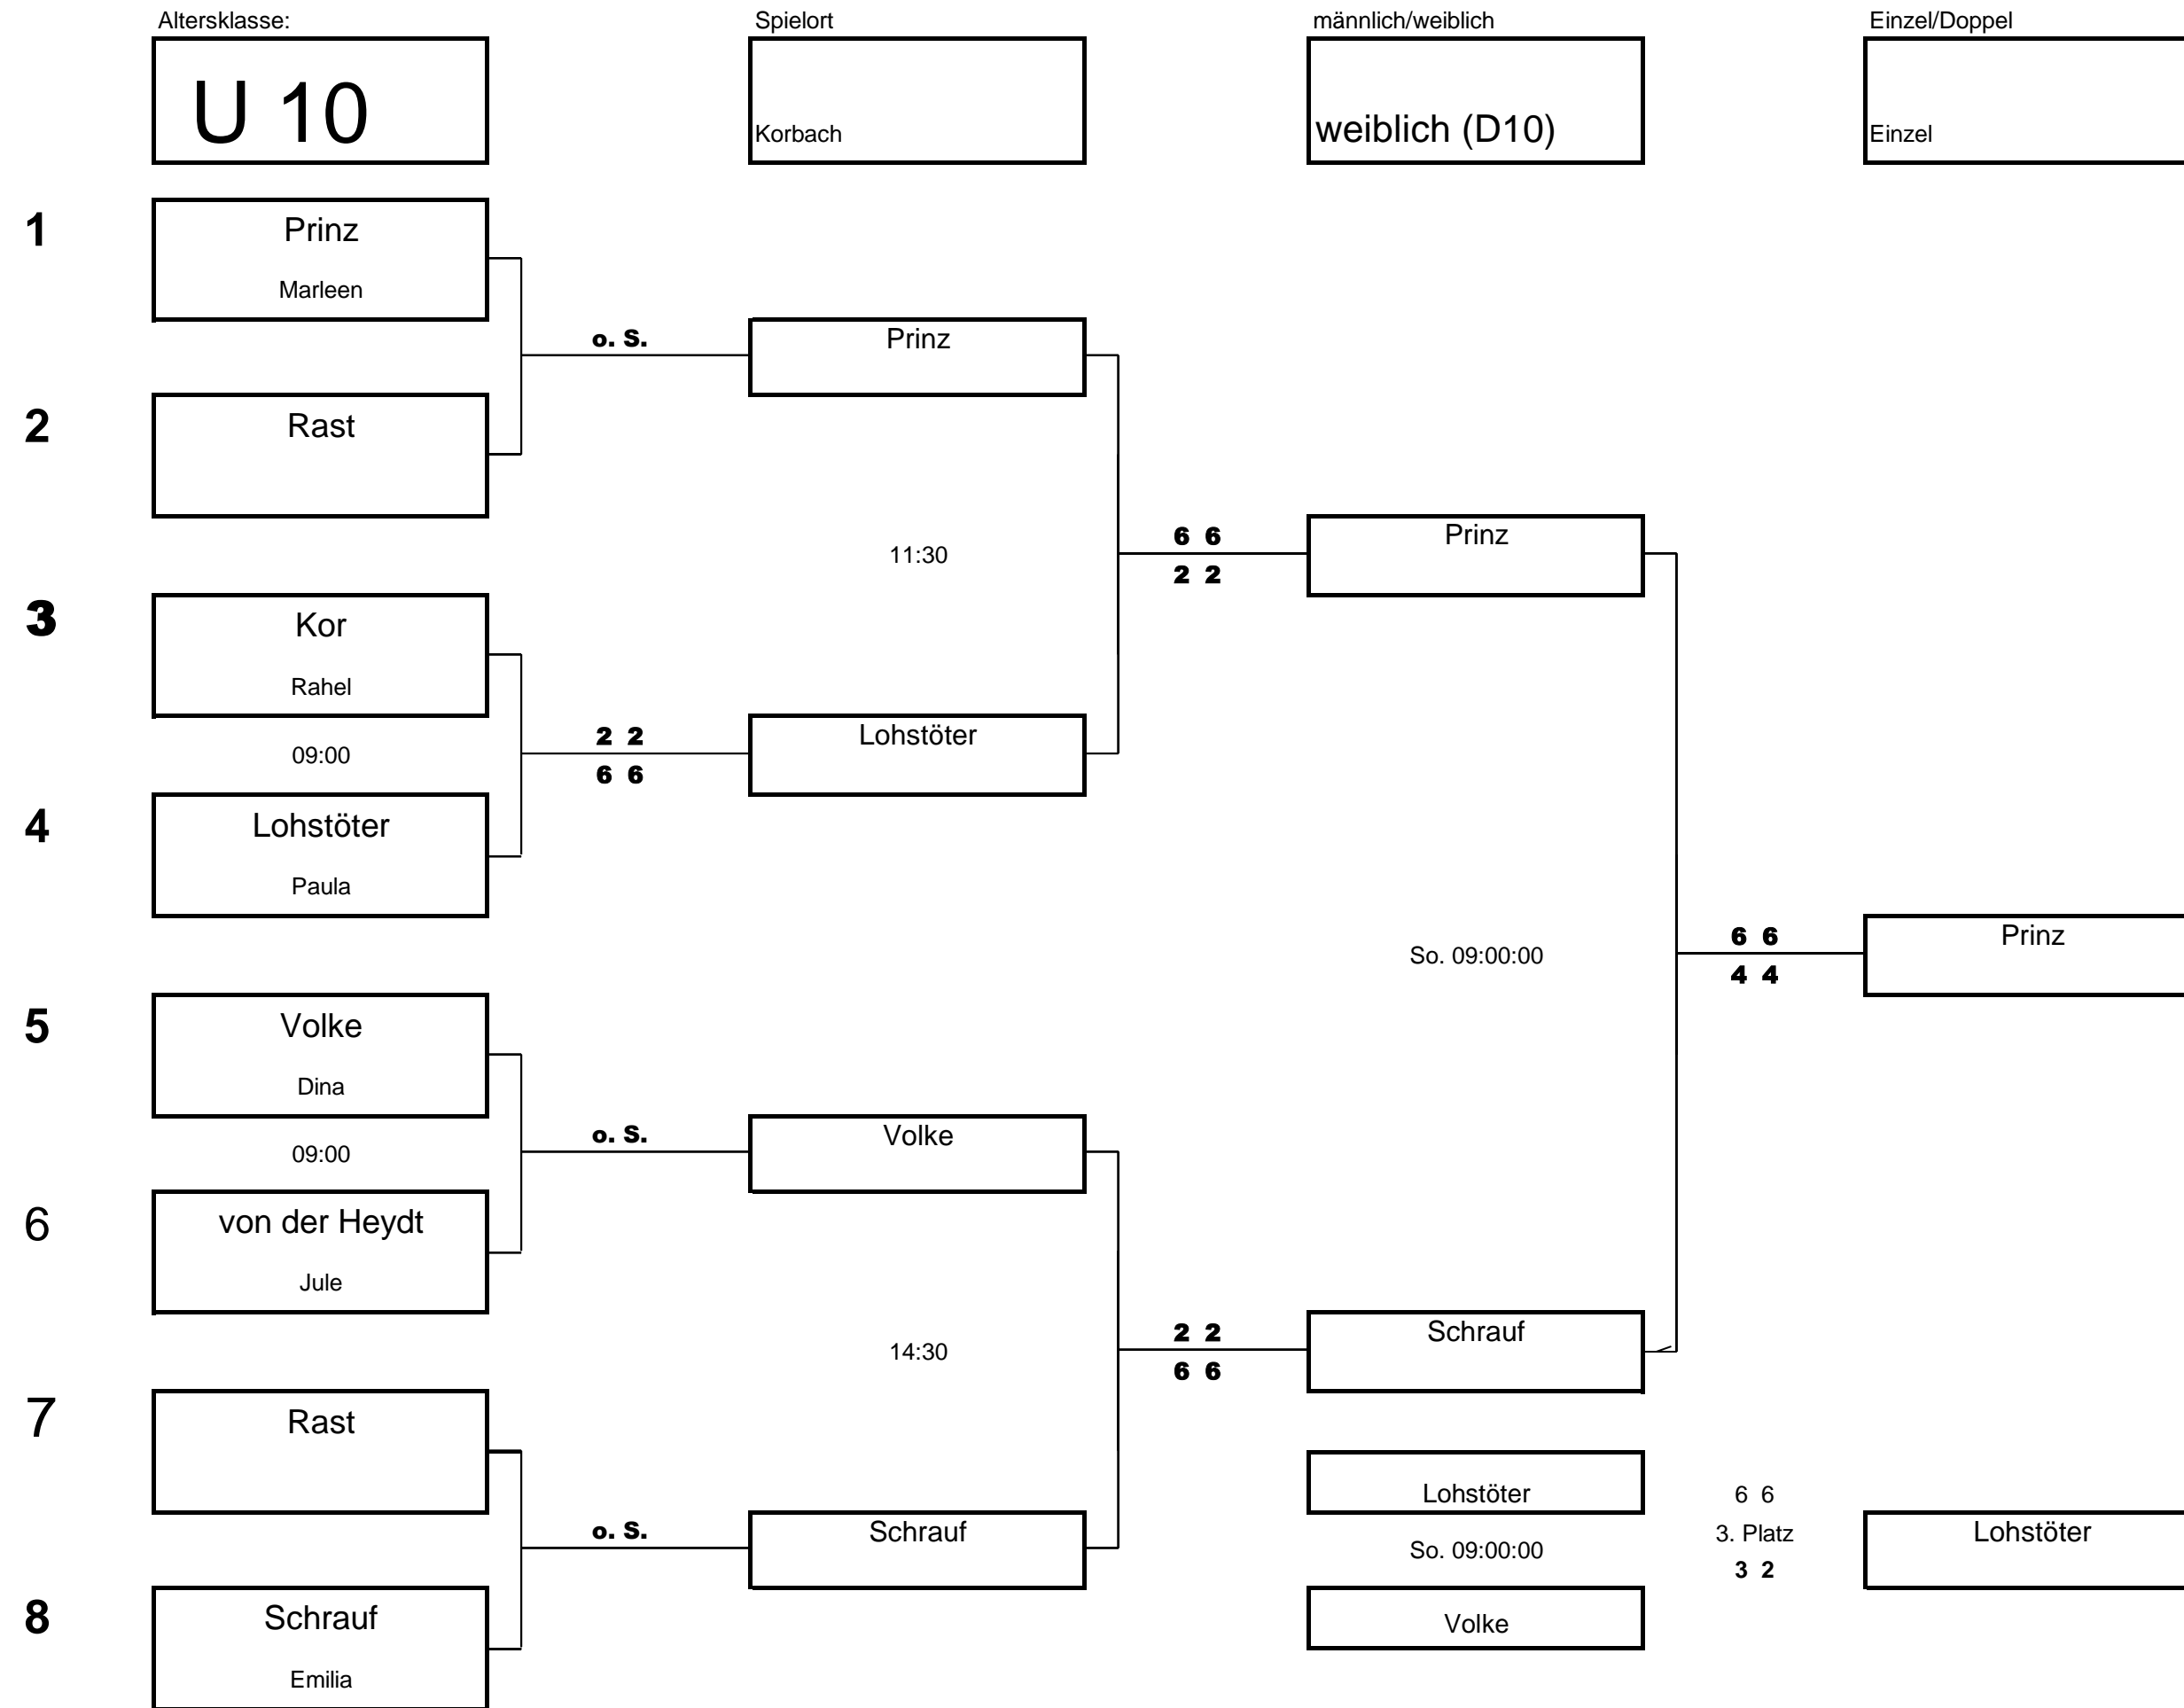 Altersklasse: Spielort männlich/weiblich Einzel/Doppel
U 10 Korbach weiblich (D10) Einzel
1 Prinz
Marleen
o. S. Prinz
2 Rast
6 6 Prinz
11:30
2 2
3 Kor
Rahel
2 2 Lohstöter
09:00
6 6
4 Lohstöter
Paula
6 6 Prinz
So. 09:00:00
4 4
5 Volke
Dina
o. S. Volke
09:00
6 von der Heydt
Jule
2 2 Schrauf
14:30
6 6
7 Rast
Lohstöter 6 6
o. S. Schrauf 3. Platz Lohstöter
So. 09:00:00
3 2
8 Schrauf Volke
Emilia